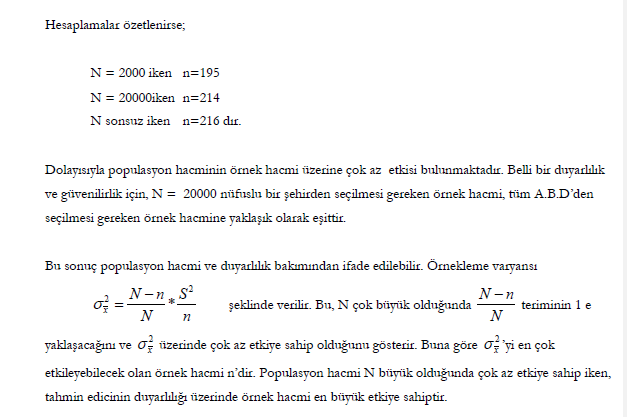 Hesaplamalar özetlenirse;
N = 2000 iken n=195
N = 20000iken n=214
N sonsuz iken n=216 dır.
Dolayısıyla populasyon hacminin örnek hacmi üzerine çok az etkisi bulunmaktadır. Belli bir duyarlılık
ve güvenilirlik için, N = 20000 nüfuslu bir şehirden seçilmesi gereken örnek hacmi, tüm A.B.D’den
seçilmesi gereken örnek hacmine yaklaşık olarak eşittir.
Bu sonuç populasyon hacmi ve duyarlılık bakımından ifade edilebilir. Örnekleme varyansı
σ²_x̄ = (N−n)/N * S²/n şeklinde verilir. Bu, N çok büyük olduğunda (N−n)/N teriminin 1 e
yaklaşacağını ve σ²_x̄ üzerinde çok az etkiye sahip olduğunu gösterir. Buna göre σ²_x̄’yi en çok
etkileyebilecek olan örnek hacmi n’dir. Populasyon hacmi N büyük olduğunda çok az etkiye sahip iken,
tahmin edicinin duyarlılığı üzerinde örnek hacmi en büyük etkiye sahiptir.